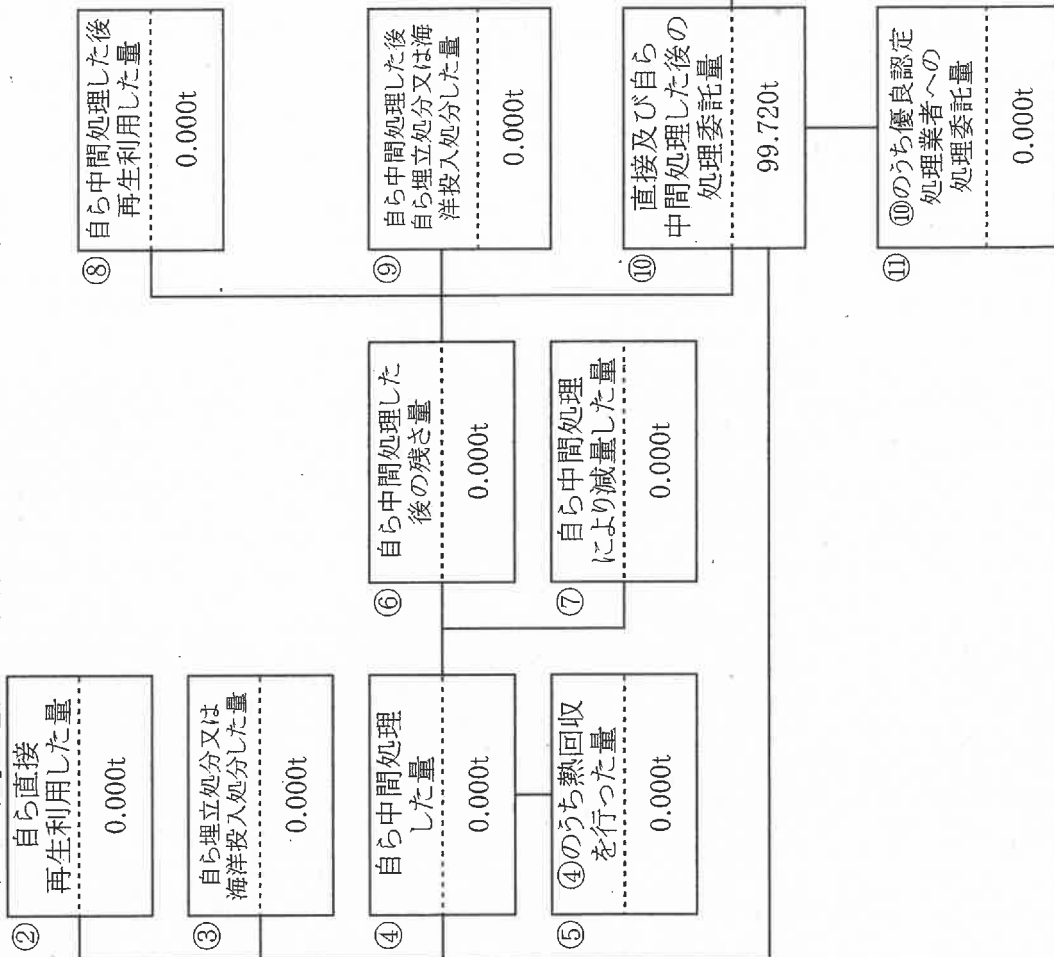 ②
自ら直接
再生利用した量
0.000t
③
自ら埋立処分又は
海洋投入処分した量
0.000t
④
自ら中間処理
した量
0.000t
⑤
④のうち熱回収
を行った量
0.000t
⑥
自ら中間処理した
後の残さ量
0.000t
⑦
自ら中間処理
により減量した量
0.000t
⑧
自ら中間処理した後
再生利用した量
0.000t
⑨
自ら中間処理した後
自ら埋立処分又は海
洋投入処分した量
0.000t
⑩
直接及び自ら
中間処理した後の
処理委託量
99.720t
⑪
⑩のうち優良認定
処理業者への
処理委託量
0.000t